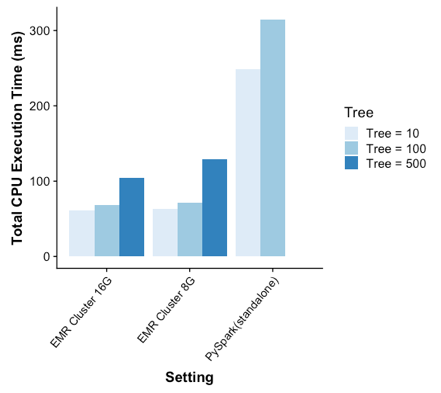 Total CPU Execution Time (ms)
300
200
100
0
EMR Cluster 16G
EMR Cluster 8G
PySpark(standalone)
Setting
Tree
Tree = 10
Tree = 100
Tree = 500